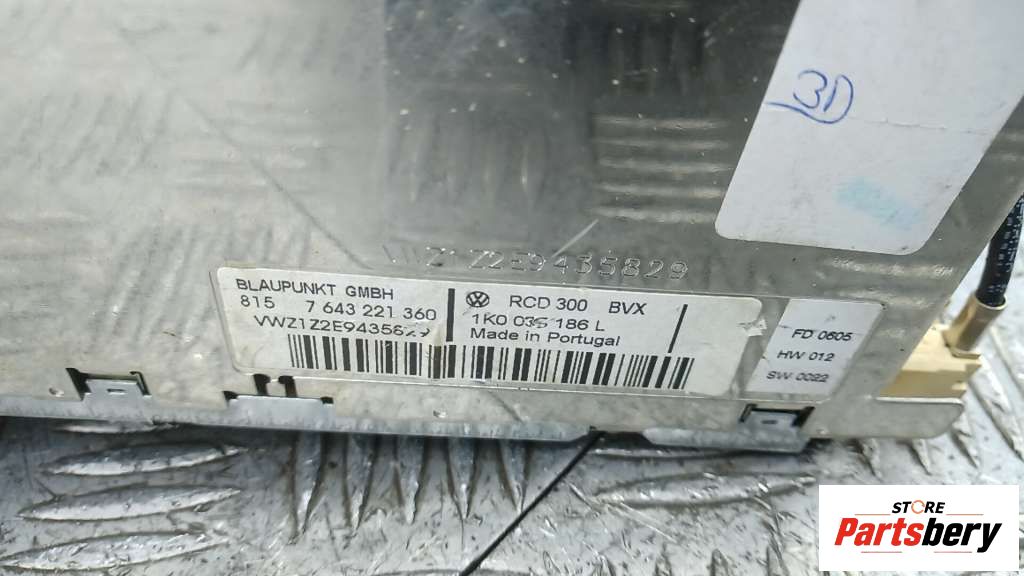 3D
VWZ1Z2E9435829
BLAUPUNKT GMBH
815 7 643 221 360
VWZ1Z2E9435829
RCD 300 BVX
1K0 035 186 L
Made in Portugal
FD 0605
HW 012
SW 0022
STORE
Partsbery